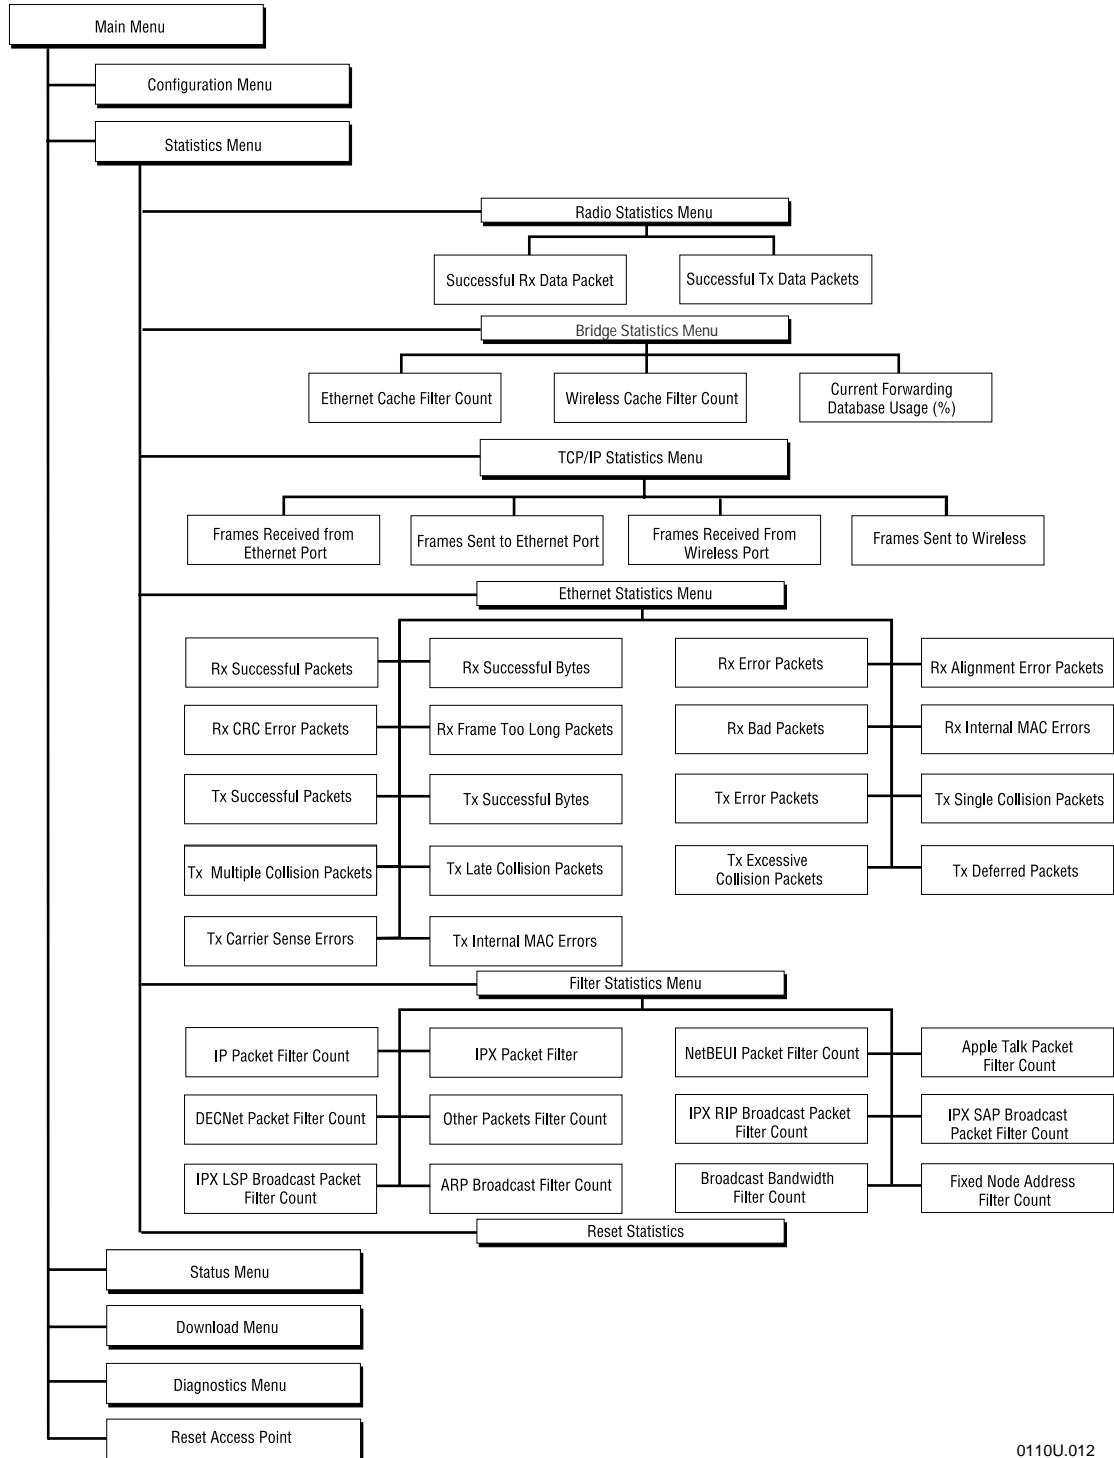 Main Menu
Configuration Menu
Statistics Menu
Radio Statistics Menu
Successful Rx Data Packet
Successful Tx Data Packets
Bridge Statistics Menu
Ethernet Cache Filter Count
Wireless Cache Filter Count
Current Forwarding
Database Usage (%)
TCP/IP Statistics Menu
Frames Received from
Ethernet Port
Frames Sent to Ethernet Port
Frames Received From
Wireless Port
Frames Sent to Wireless
Ethernet Statistics Menu
Rx Successful Packets
Rx Successful Bytes
Rx Error Packets
Rx Alignment Error Packets
Rx CRC Error Packets
Rx Frame Too Long Packets
Rx Bad Packets
Rx Internal MAC Errors
Tx Successful Packets
Tx Successful Bytes
Tx Error Packets
Tx Single Collision Packets
Tx Multiple Collision Packets
Tx Late Collision Packets
Tx Excessive
Collision Packets
Tx Deferred Packets
Tx Carrier Sense Errors
Tx Internal MAC Errors
Filter Statistics Menu
IP Packet Filter Count
IPX Packet Filter
NetBEUI Packet Filter Count
Apple Talk Packet
Filter Count
DECNet Packet Filter Count
Other Packets Filter Count
IPX RIP Broadcast Packet
Filter Count
IPX SAP Broadcast
Packet Filter Count
IPX LSP Broadcast Packet
Filter Count
ARP Broadcast Filter Count
Broadcast Bandwidth
Filter Count
Fixed Node Address
Filter Count
Reset Statistics
Status Menu
Download Menu
Diagnostics Menu
Reset Access Point
0110U.012